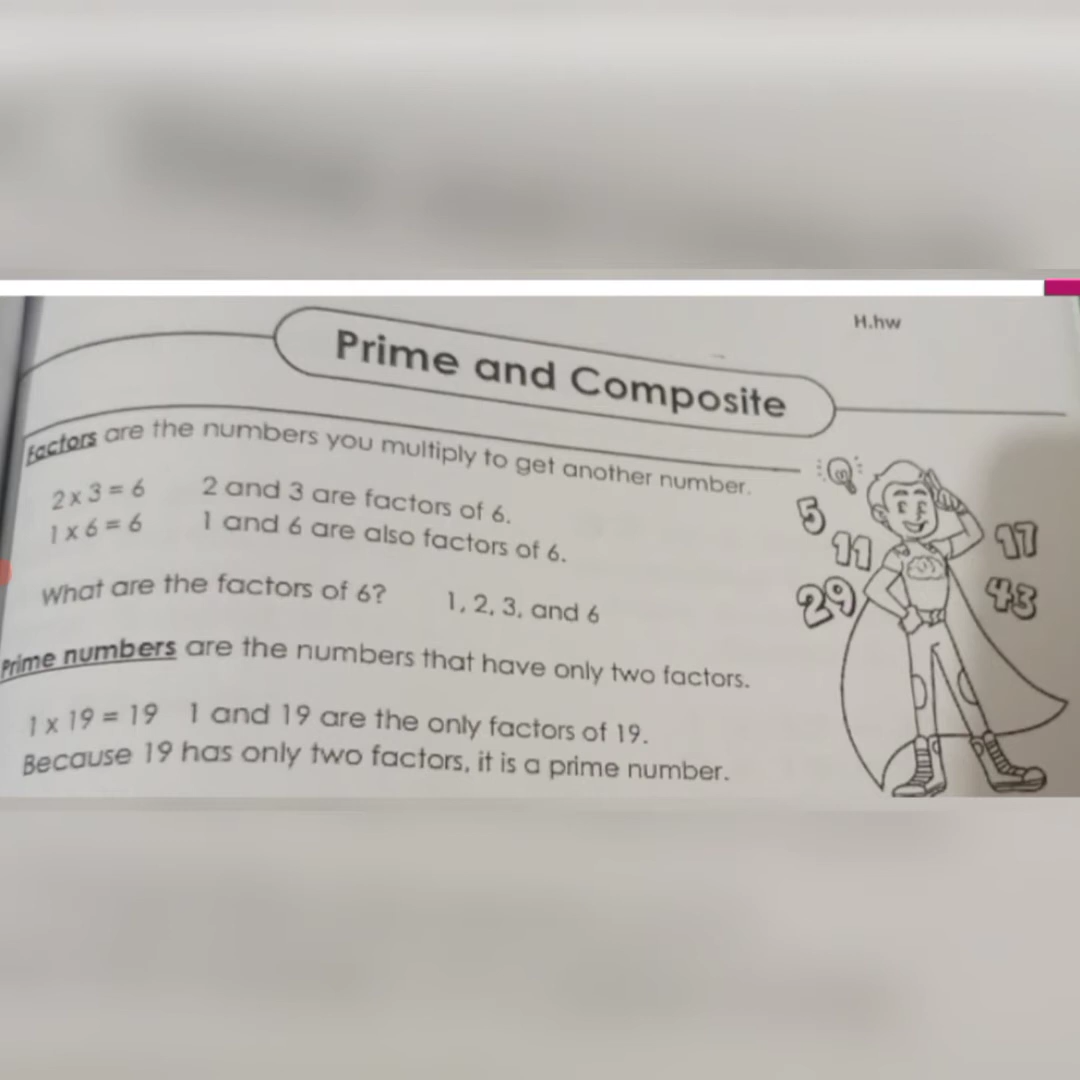 H.hw
Prime and Composite
Factors are the numbers you multiply to get another number.
2 x 3 = 6 2 and 3 are factors of 6.
1 x 6 = 6 1 and 6 are also factors of 6.
What are the factors of 6? 1, 2, 3, and 6
Prime numbers are the numbers that have only two factors.
1 x 19 = 19 1 and 19 are the only factors of 19.
Because 19 has only two factors, it is a prime number.
5
11
29
17
43